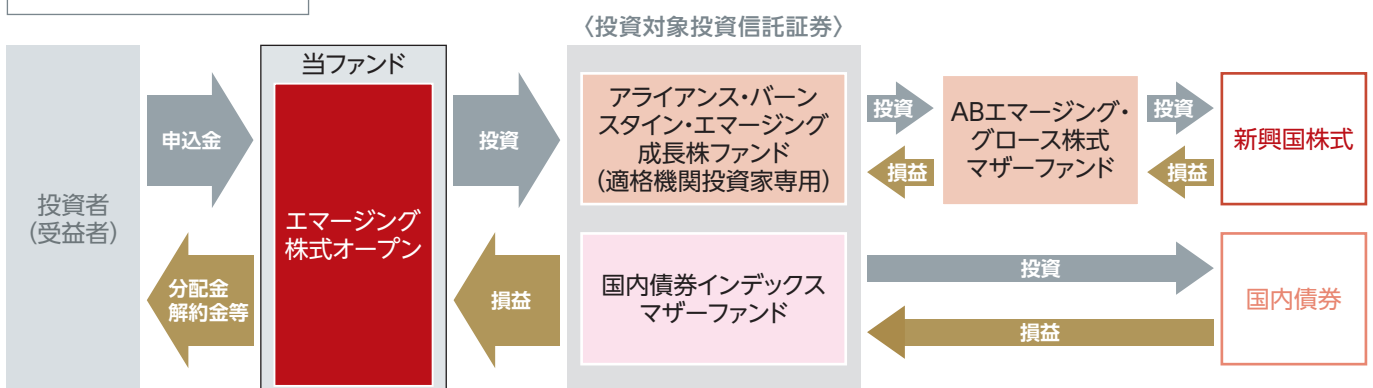 〈投資対象投資信託証券〉
投資者
(受益者)
申込金
分配金
解約金等
当ファンド
エマージング
株式オープン
投資
損益
アライアンス・バーン
スタイン・エマージング
成長株ファンド
(適格機関投資家専用)
国内債券インデックス
マザーファンド
投資
損益
ABエマージング・
グロース株式
マザーファンド
投資
損益
新興国株式
投資
損益
国内債券